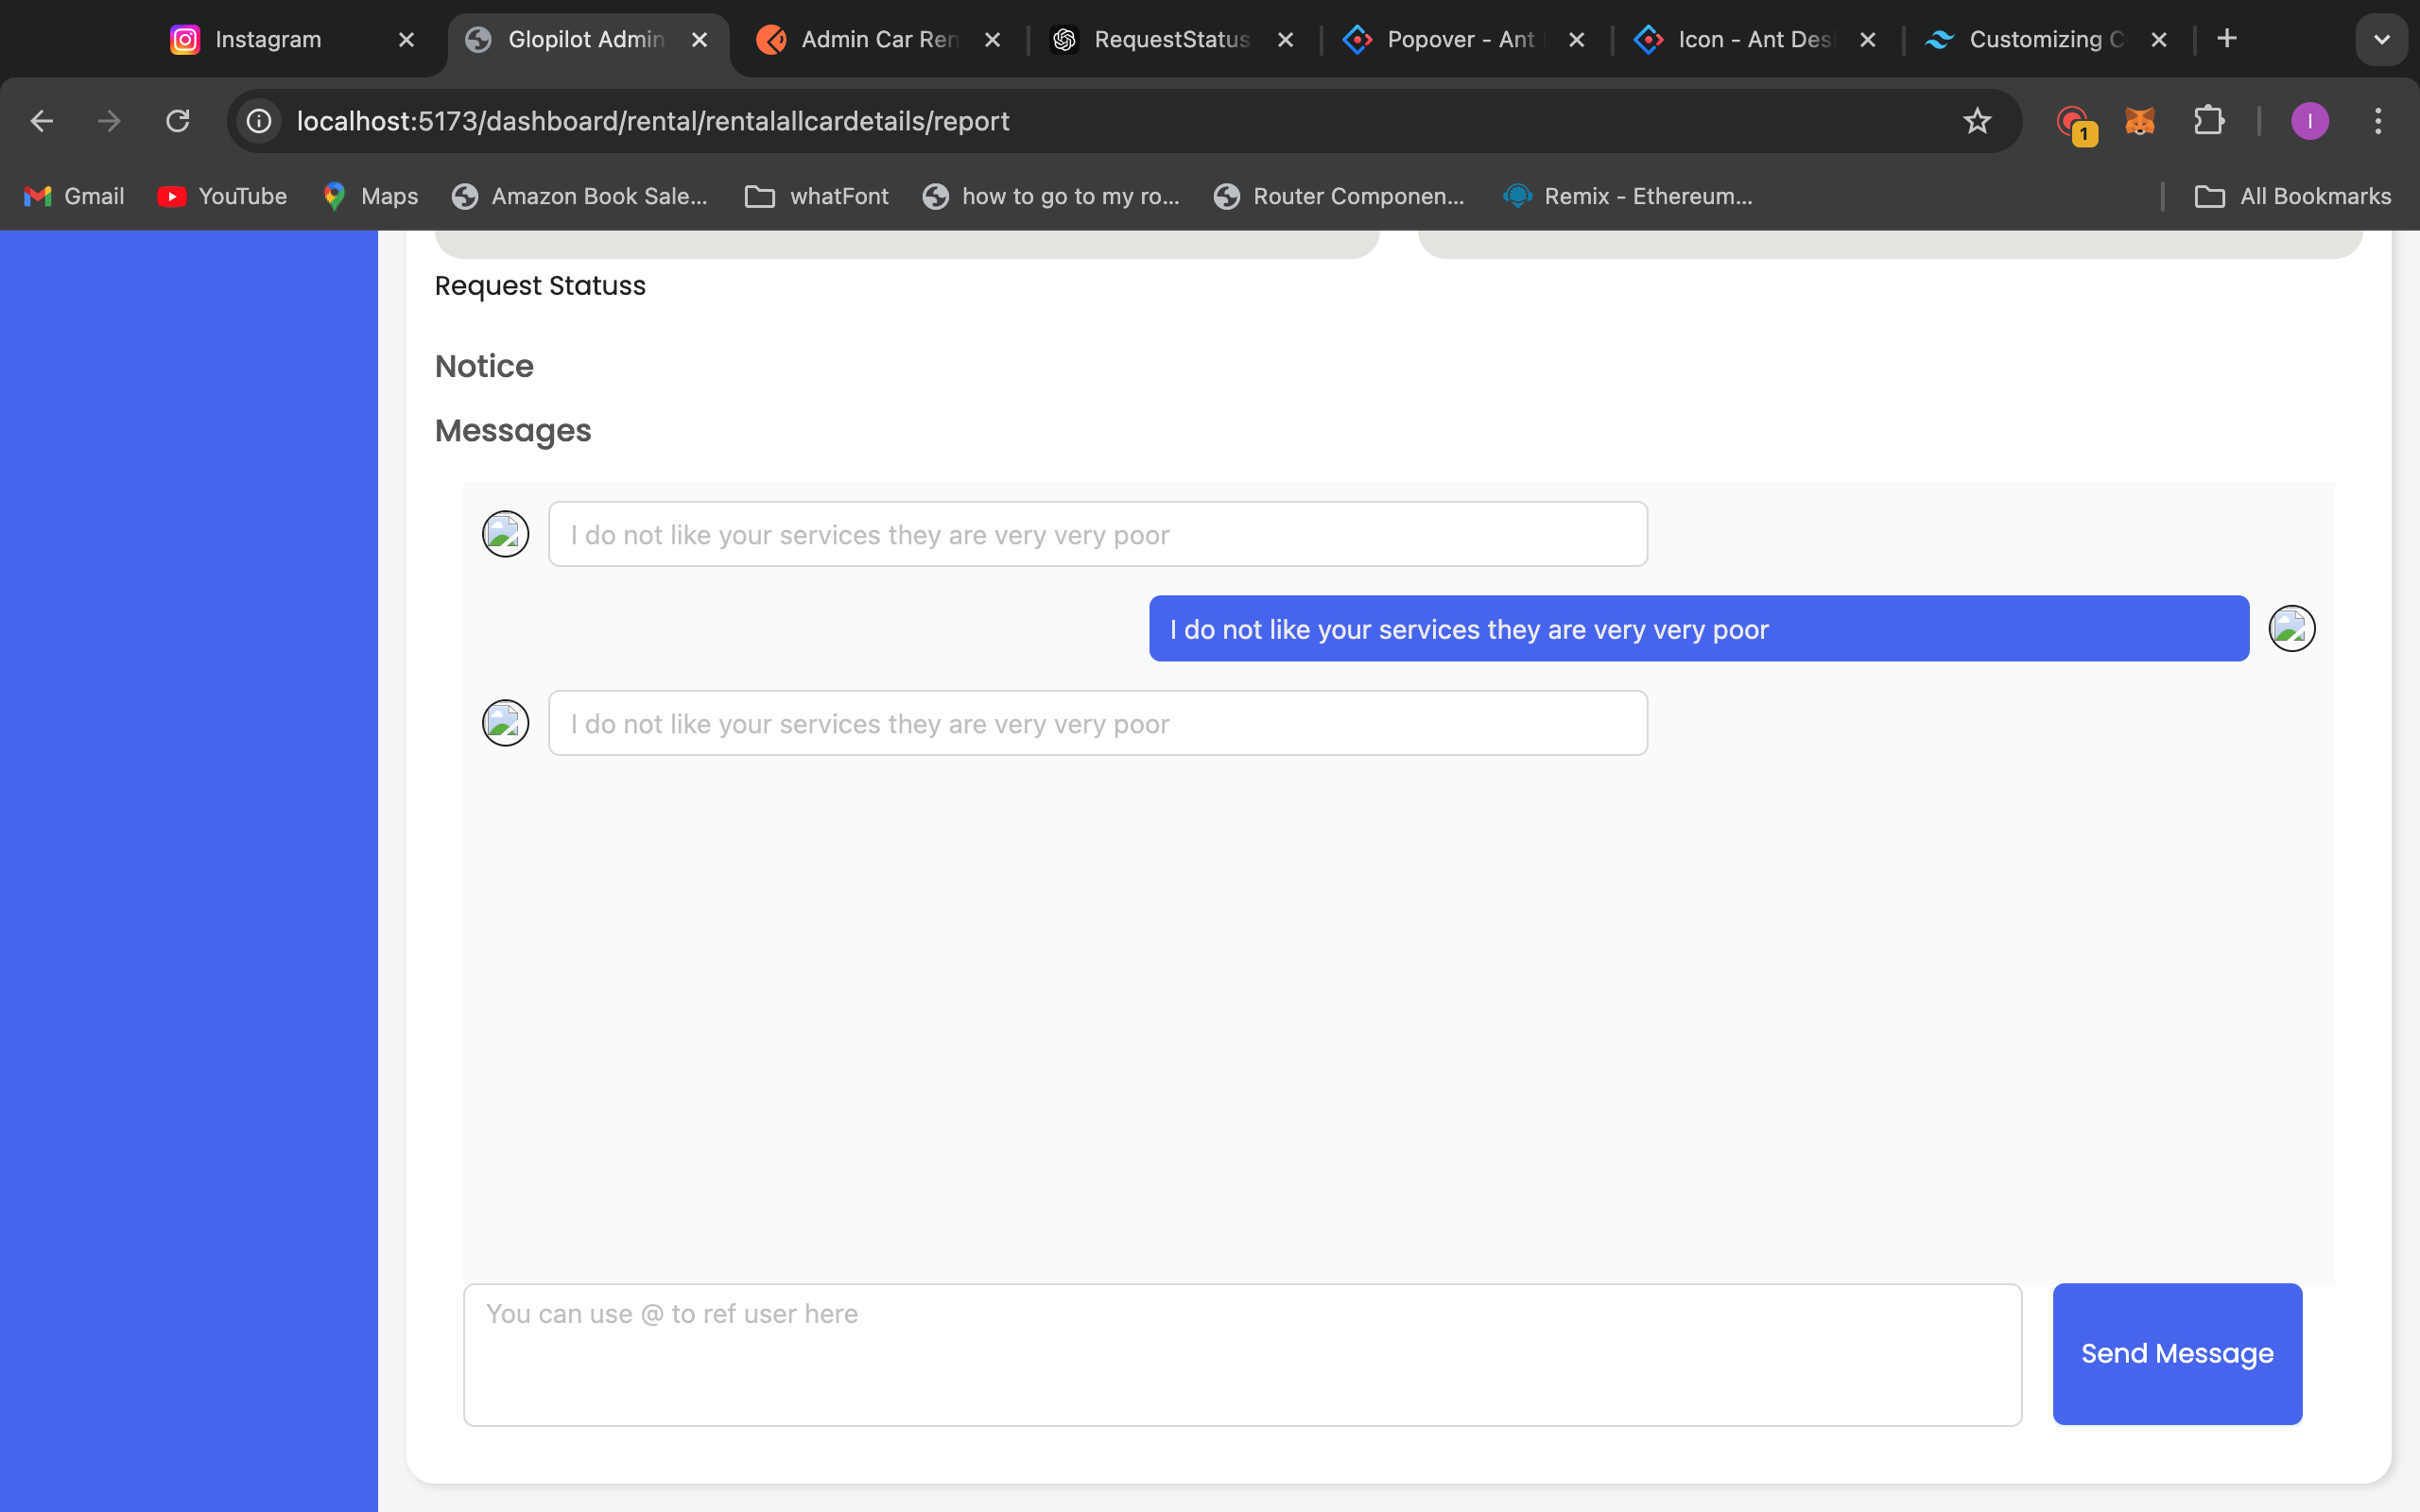 Instagram
Glopilot Admin
Admin Car Ren
RequestStatus
Popover - Ant
Icon - Ant Desi
Customizing C
localhost:5173/dashboard/rental/rentalallcardetails/report
1
I
Gmail
YouTube
Maps
Amazon Book Sale...
whatFont
how to go to my ro...
Router Componen...
Remix - Ethereum...
All Bookmarks
Request Statuss
Notice
Messages
I do not like your services they are very very poor
I do not like your services they are very very poor
I do not like your services they are very very poor
You can use @ to ref user here
Send Message